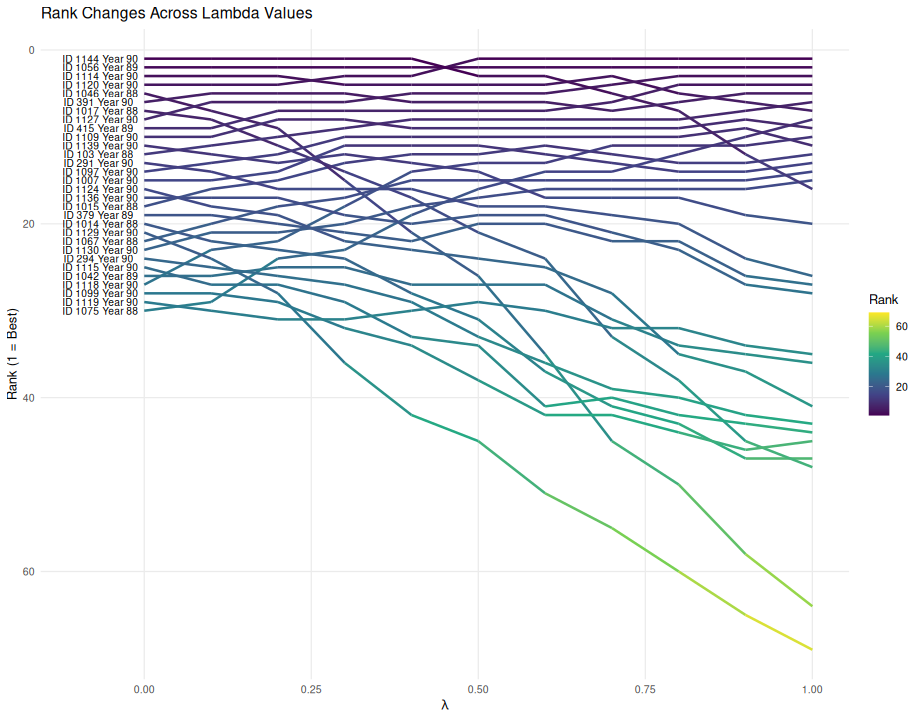 Rank Changes Across Lambda Values
0
ID 1144 Year 90
ID 1056 Year 89
ID 1114 Year 90
ID 1120 Year 90
ID 1046 Year 88
ID 391 Year 90
ID 1017 Year 88
ID 1127 Year 90
ID 415 Year 89
ID 1109 Year 90
ID 1139 Year 90
ID 103 Year 88
ID 291 Year 90
ID 1097 Year 90
ID 1007 Year 90
ID 1124 Year 90
ID 1136 Year 90
ID 1015 Year 88
ID 379 Year 89
20
ID 1014 Year 88
ID 1129 Year 90
ID 1067 Year 88
ID 1130 Year 90
ID 294 Year 90
ID 1115 Year 90
ID 1042 Year 89
ID 1118 Year 90
ID 1099 Year 90
ID 1119 Year 90
ID 1075 Year 88
40
60
Rank (1 = Best)
0.00
0.25
0.50
0.75
1.00
λ
Rank
60
40
20